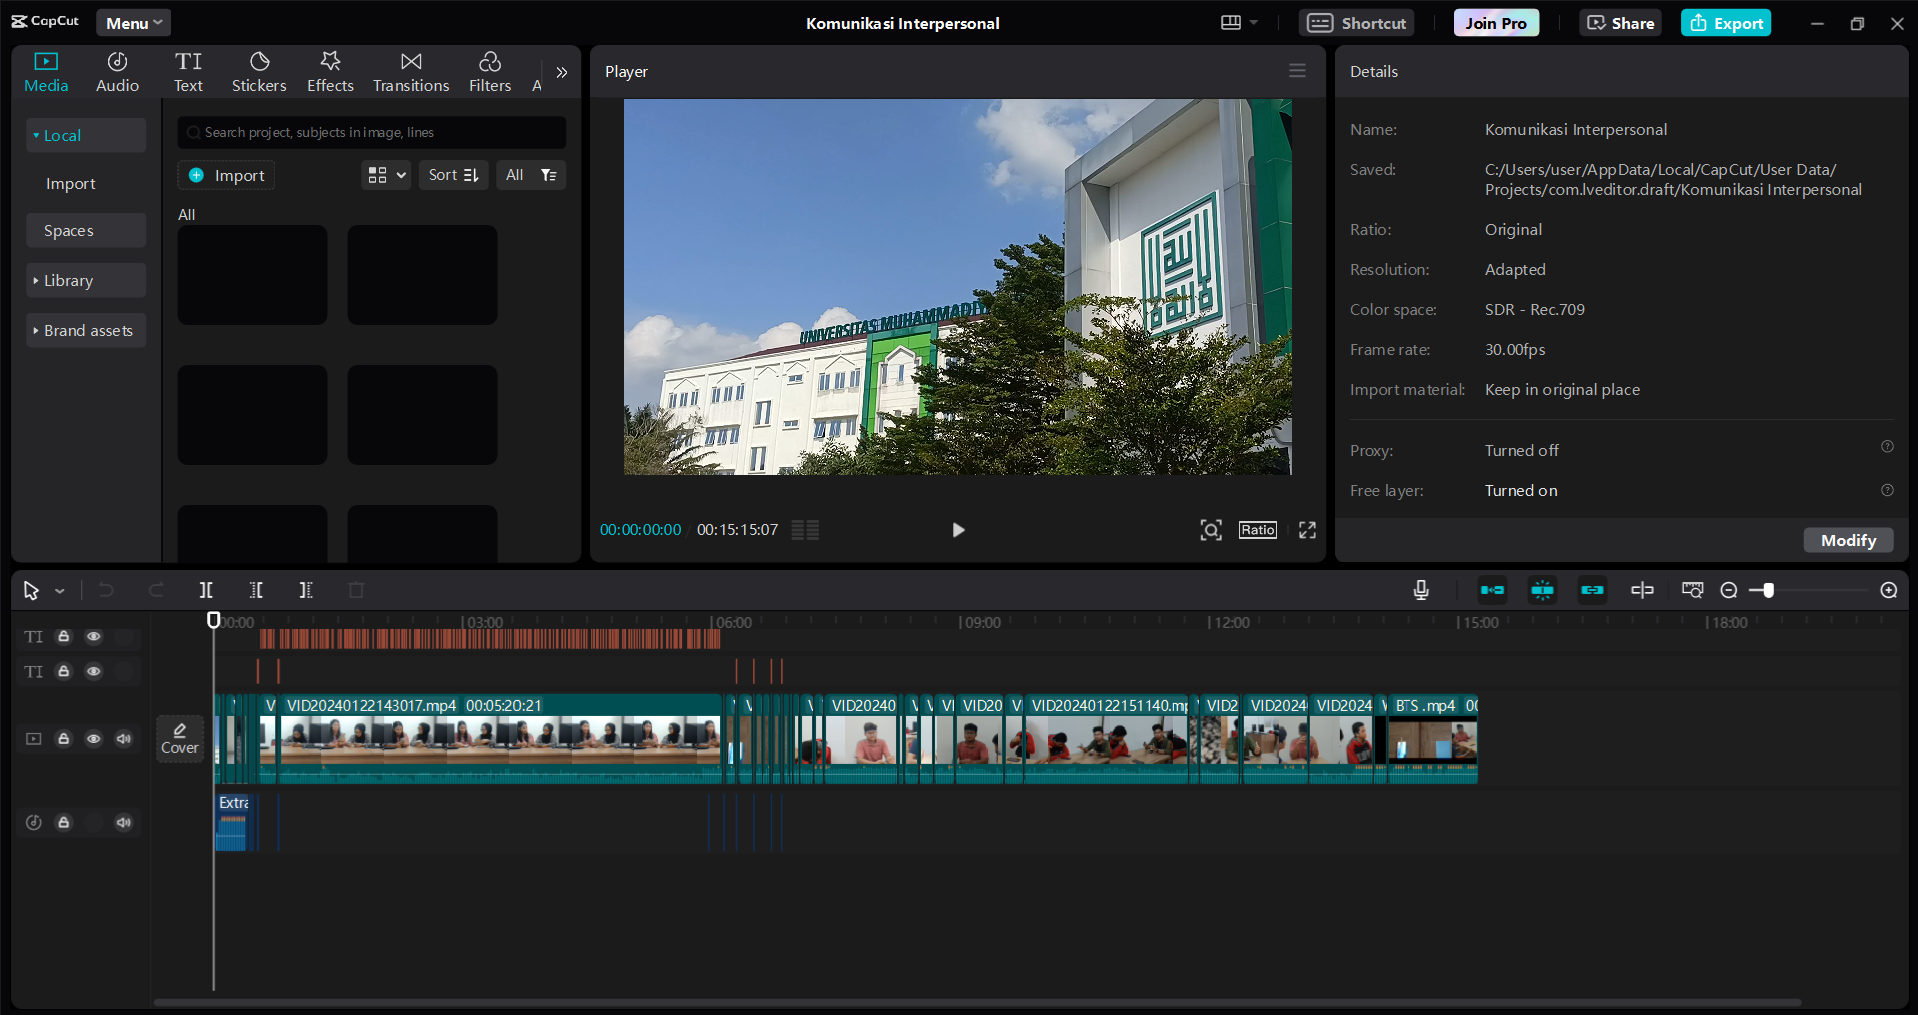 CapCut
Menu
Komunikasi Interpersonal
Shortcut
Join Pro
Share
Export
Media
Audio
Text
Stickers
Effects
Transitions
Filters
A
Local
Import
Spaces
Library
Brand assets
Search project, subjects in image, lines
Import
Sort
All
All
Player
UNIVERSITAS MUHAMMADIY
00:00:00:00
00:15:15:07
Ratio
Details
Name: Komunikasi Interpersonal
Saved: C:/Users/user/AppData/Local/CapCut/User Data/
Projects/com.lveditor.draft/Komunikasi Interpersonal
Ratio: Original
Resolution: Adapted
Color space: SDR - Rec.709
Frame rate: 30.00fps
Import material: Keep in original place
Proxy: Turned off
Free layer: Turned on
Modify
00:00 03:00 06:00 09:00 12:00 15:00 18:00
TI
TI
Cover
V VID20240122143017.mp4 00:05:20:21 VID20240 VID20 VID20240122151140.mp VID2 VID2024 VID2024 BTS .mp4 00
Extra